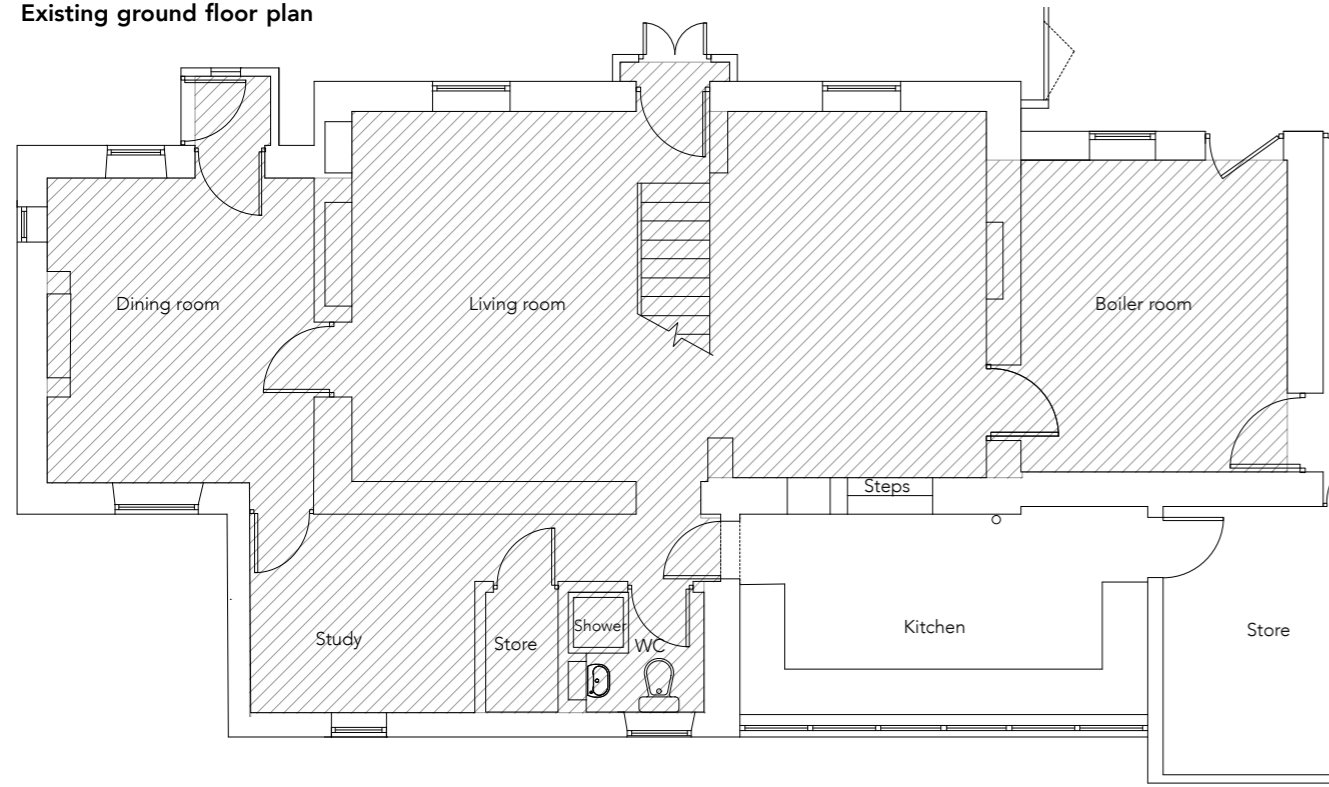 Existing ground floor plan
Dining room
Living room
Boiler room
Steps
Study
Store
Shower
WC
Kitchen
Store